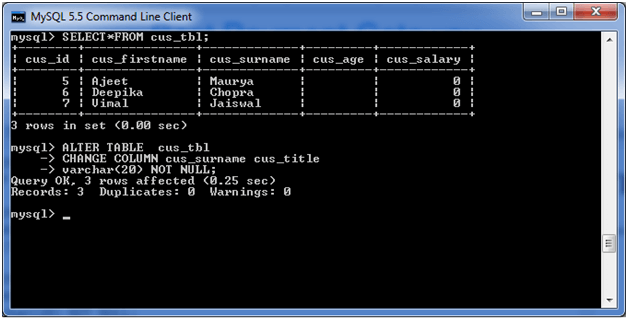 MySQL 5.5 Command Line Client
mysql> SELECT*FROM cus_tbl;
+--------+---------------+-------------+---------+------------+
| cus_id | cus_firstname | cus_surname | cus_age | cus_salary |
+--------+---------------+-------------+---------+------------+
|      5 | Ajeet         | Maurya      |         |          0 |
|      6 | Deepika       | Chopra      |         |          0 |
|      7 | Vimal         | Jaiswal     |         |          0 |
+--------+---------------+-------------+---------+------------+
3 rows in set (0.00 sec)
mysql> ALTER TABLE  cus_tbl
    -> CHANGE COLUMN cus_surname cus_title
    -> varchar(20) NOT NULL;
Query OK, 3 rows affected (0.25 sec)
Records: 3  Duplicates: 0  Warnings: 0
mysql> _